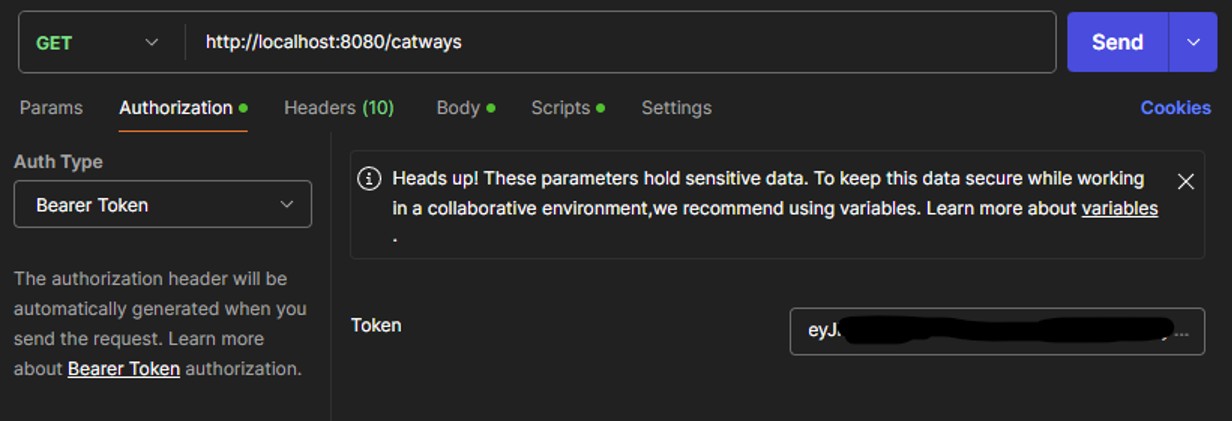 GET http://localhost:8080/catways Send
Params Authorization Headers (10) Body Scripts Settings Cookies
Auth Type
Bearer Token
The authorization header will be
automatically generated when you
send the request. Learn more
about Bearer Token authorization.
Heads up! These parameters hold sensitive data. To keep this data secure while working
in a collaborative environment,we recommend using variables. Learn more about variables
.
Token
eyJ ...